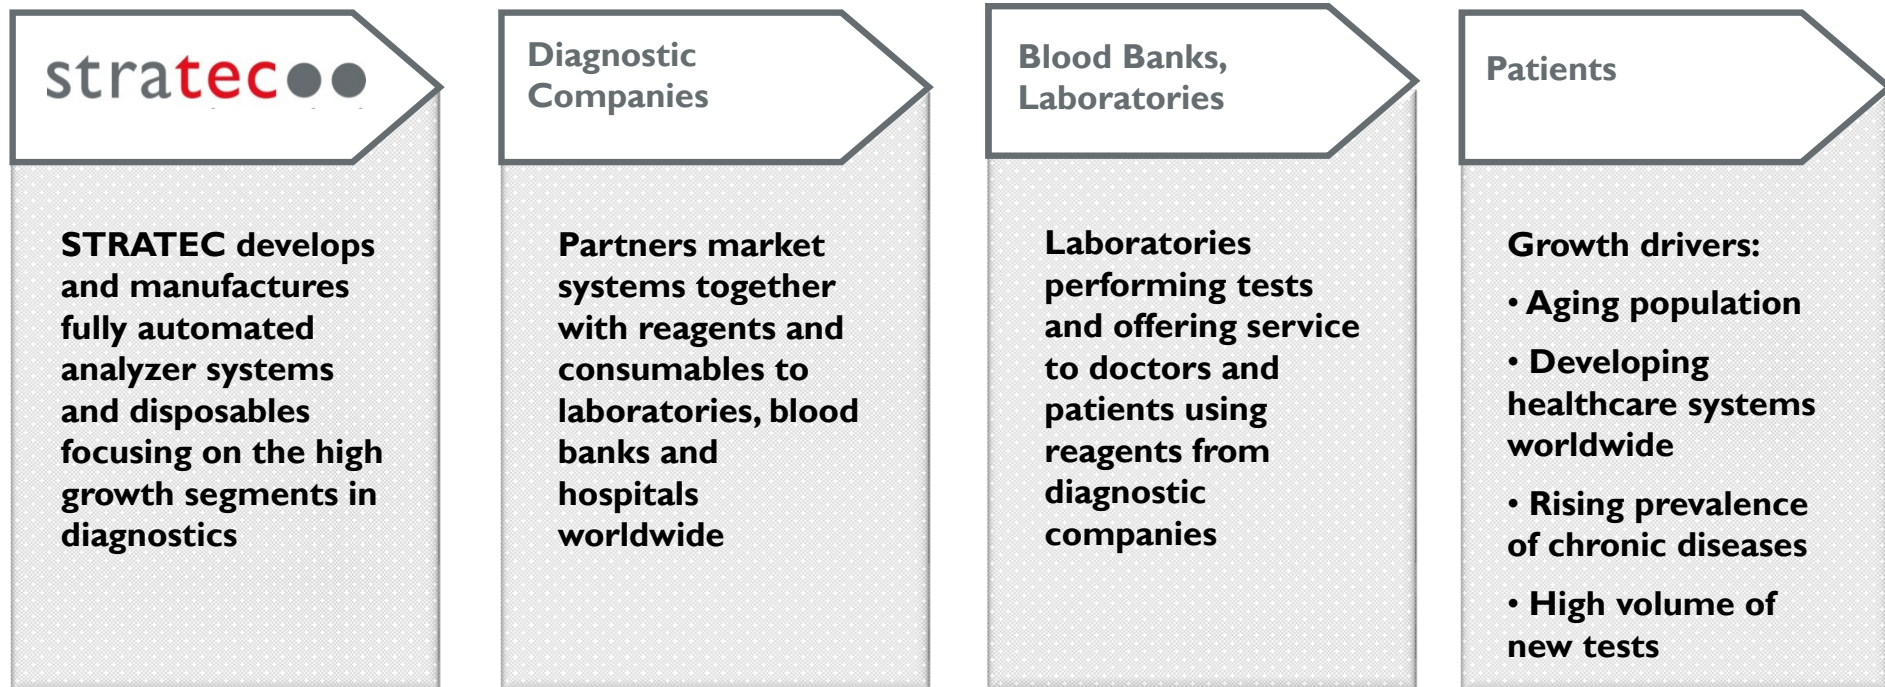 stratec
STRATEC develops
and manufactures
fully automated
analyzer systems
and disposables
focusing on the high
growth segments in
diagnostics
Diagnostic
Companies
Partners market
systems together
with reagents and
consumables to
laboratories, blood
banks and
hospitals
worldwide
Blood Banks,
Laboratories
Laboratories
performing tests
and offering service
to doctors and
patients using
reagents from
diagnostic
companies
Patients
Growth drivers:
• Aging population
• Developing
healthcare systems
worldwide
• Rising prevalence
of chronic diseases
• High volume of
new tests